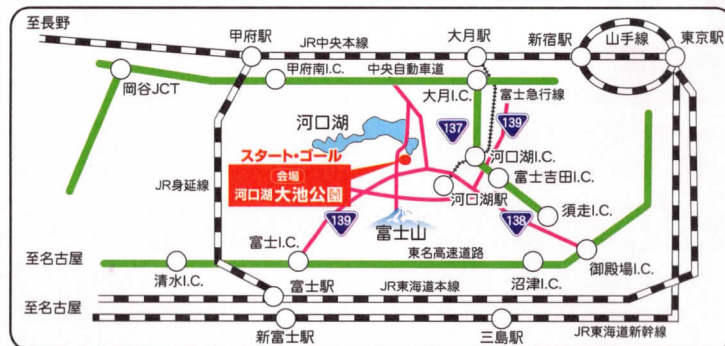 至長野
甲府駅
JR中央本線
大月駅
新宿駅
山手線
東京駅
岡谷JCT
甲府南I.C.
中央自動車道
大月I.C.
富士急行線
河口湖
137
139
スタート・ゴール
会場
河口湖 大池公園
河口湖I.C.
富士吉田I.C.
JR身延線
河口湖駅
須走I.C.
139
富士山
138
至名古屋
富士I.C.
東名高速道路
御殿場I.C.
清水I.C.
沼津I.C.
富士駅
JR東海道本線
至名古屋
新富士駅
三島駅
JR東海道新幹線